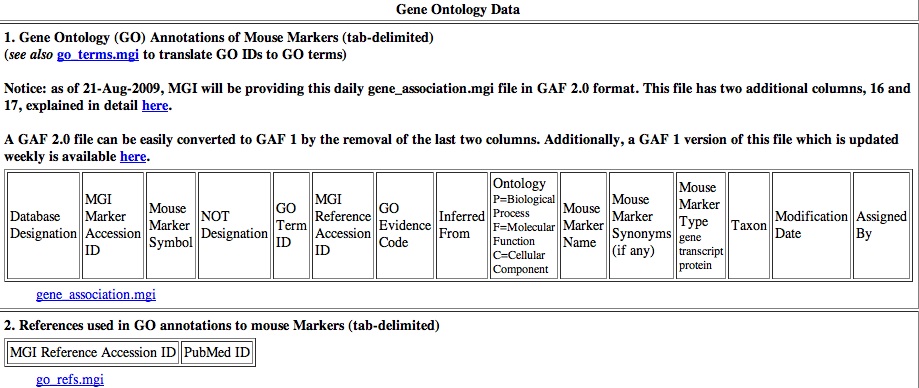 Gene Ontology Data
1. Gene Ontology (GO) Annotations of Mouse Markers (tab-delimited)
(see also go_terms.mgi to translate GO IDs to GO terms)
Notice: as of 21-Aug-2009, MGI will be providing this daily gene_association.mgi file in GAF 2.0 format. This file has two additional columns, 16 and
17, explained in detail here.
A GAF 2.0 file can be easily converted to GAF 1 by the removal of the last two columns. Additionally, a GAF 1 version of this file which is updated
weekly is available here.
Database
Designation
MGI
Marker
Accession
ID
Mouse
Marker
Symbol
NOT
Designation
GO
Term
ID
MGI
Reference
Accession
ID
GO
Evidence
Code
Inferred
From
Ontology
P=Biological
Process
F=Molecular
Function
C=Cellular
Component
Mouse
Marker
Name
Mouse
Marker
Synonyms
(if any)
Mouse
Marker
Type
gene
transcript
protein
Taxon
Modification
Date
Assigned
By
gene_association.mgi
2. References used in GO annotations to mouse Markers (tab-delimited)
MGI Reference Accession ID PubMed ID
go_refs.mgi